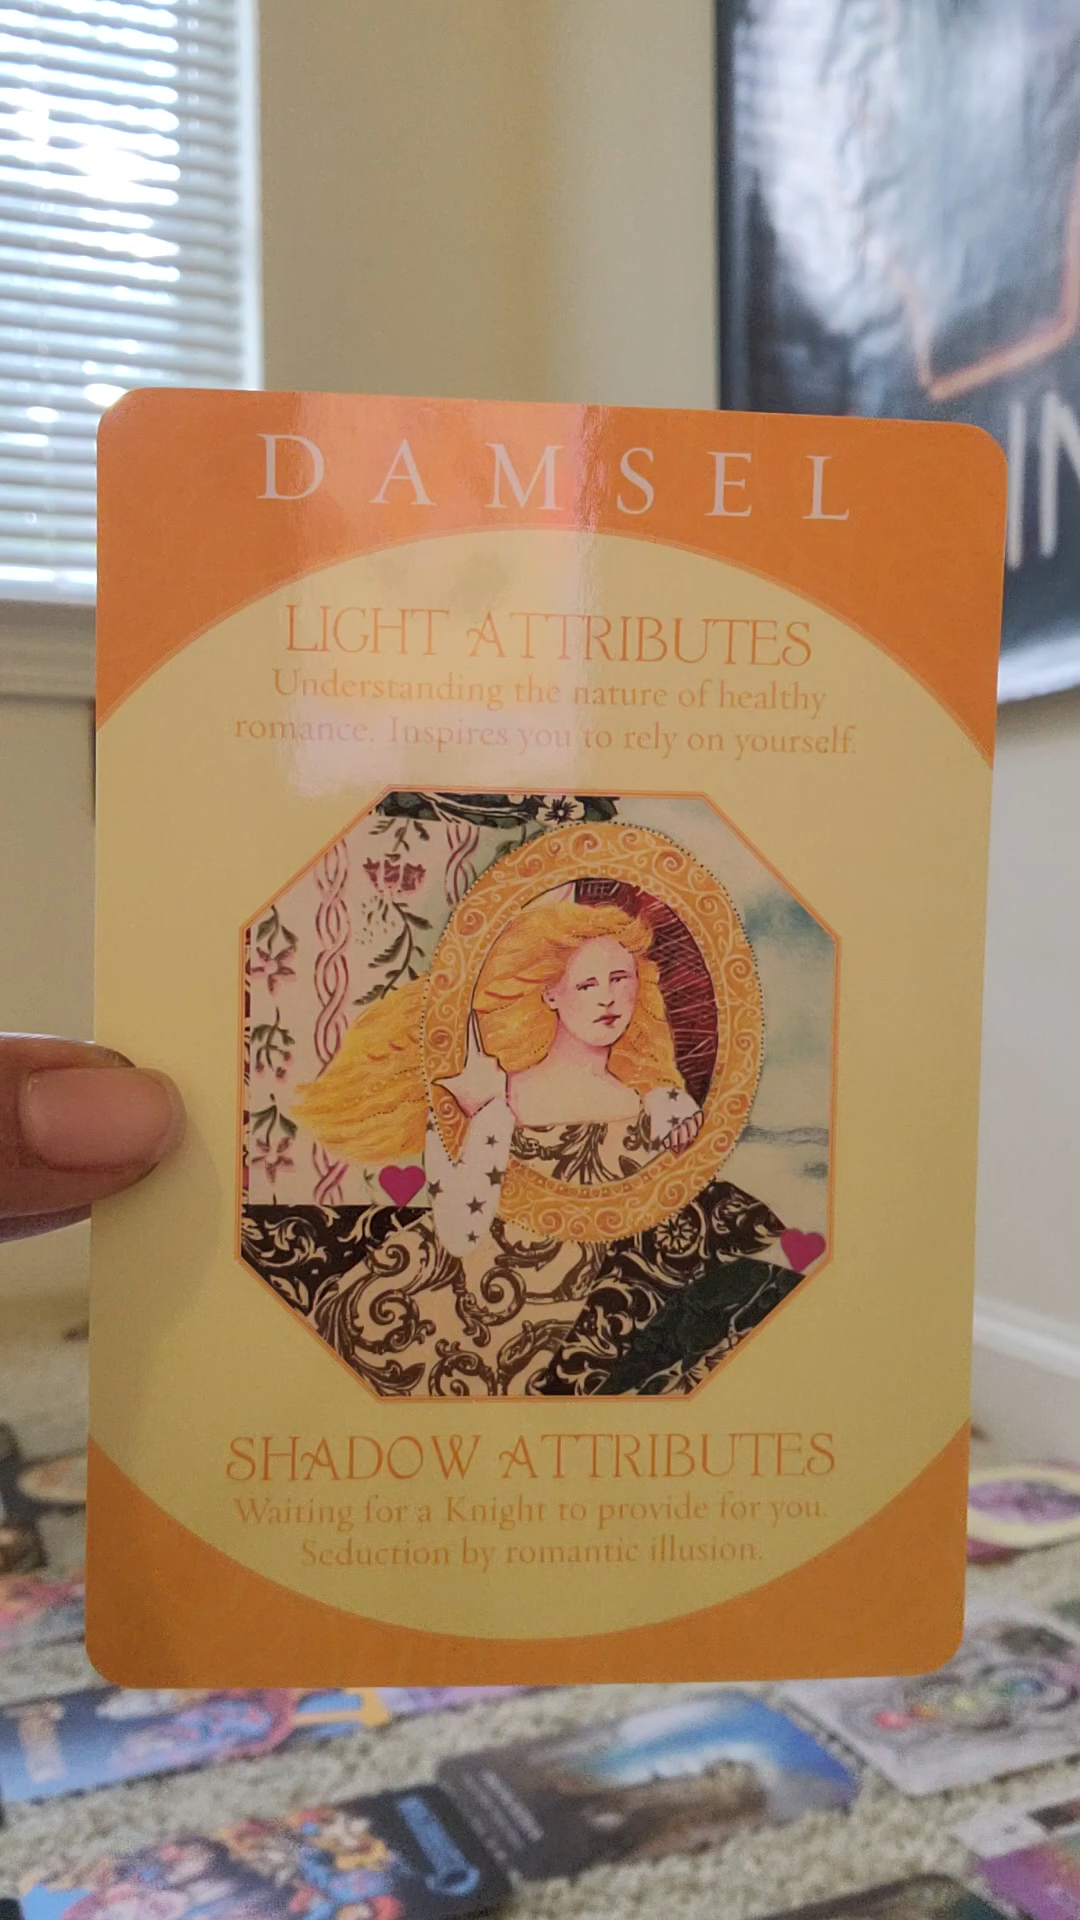 DAMSEL
LIGHT ATTRIBUTES
Understanding the nature of healthy
romance. Inspires you to rely on yourself.
SHADOW ATTRIBUTES
Waiting for a Knight to provide for you.
Seduction by romantic illusion.
IN